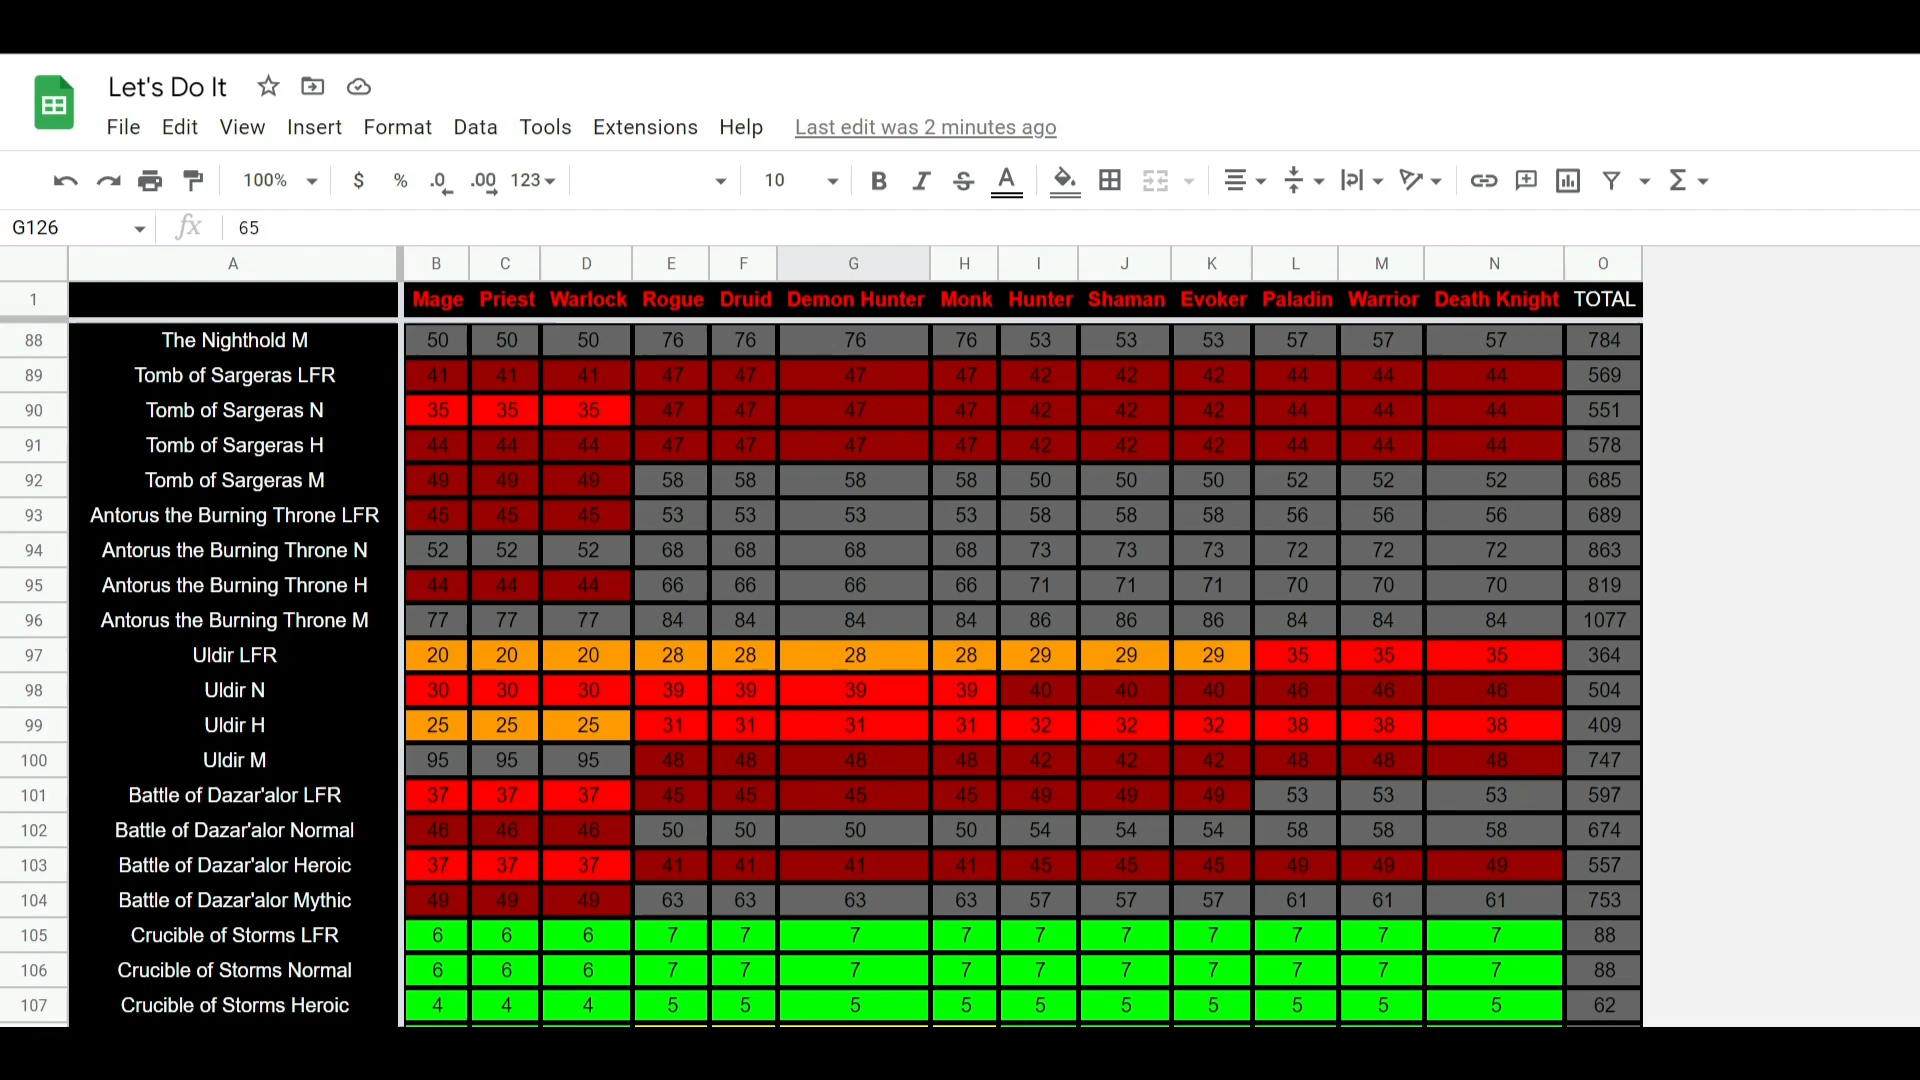 Let's Do It
File Edit View Insert Format Data Tools Extensions Help Last edit was 2 minutes ago
100% $ % .0 .00 123 10 B I S A
G126 fx 65
A B C D E F G H I J K L M N O
1 Mage Priest Warlock Rogue Druid Demon Hunter Monk Hunter Shaman Evoker Paladin Warrior Death Knight TOTAL
88 The Nighthold M 50 50 50 76 76 76 76 53 53 53 57 57 57 784
89 Tomb of Sargeras LFR 41 41 41 47 47 47 47 42 42 42 44 44 44 569
90 Tomb of Sargeras N 35 35 35 47 47 47 47 42 42 42 44 44 44 551
91 Tomb of Sargeras H 44 44 44 47 47 47 47 42 42 42 44 44 44 578
92 Tomb of Sargeras M 49 49 49 58 58 58 58 50 50 50 52 52 52 685
93 Antorus the Burning Throne LFR 45 45 45 53 53 53 53 58 58 58 56 56 56 689
94 Antorus the Burning Throne N 52 52 52 68 68 68 68 73 73 73 72 72 72 863
95 Antorus the Burning Throne H 44 44 44 66 66 66 66 71 71 71 70 70 70 819
96 Antorus the Burning Throne M 77 77 77 84 84 84 84 86 86 86 84 84 84 1077
97 Uldir LFR 20 20 20 28 28 28 28 29 29 29 35 35 35 364
98 Uldir N 30 30 30 39 39 39 39 40 40 40 46 46 46 504
99 Uldir H 25 25 25 31 31 31 31 32 32 32 38 38 38 409
100 Uldir M 95 95 95 48 48 48 48 42 42 42 48 48 48 747
101 Battle of Dazar'alor LFR 37 37 37 45 45 45 45 49 49 49 53 53 53 597
102 Battle of Dazar'alor Normal 46 46 46 50 50 50 50 54 54 54 58 58 58 674
103 Battle of Dazar'alor Heroic 37 37 37 41 41 41 41 45 45 45 49 49 49 557
104 Battle of Dazar'alor Mythic 49 49 49 63 63 63 63 57 57 57 61 61 61 753
105 Crucible of Storms LFR 6 6 6 7 7 7 7 7 7 7 7 7 7 88
106 Crucible of Storms Normal 6 6 6 7 7 7 7 7 7 7 7 7 7 88
107 Crucible of Storms Heroic 4 4 4 5 5 5 5 5 5 5 5 5 5 62